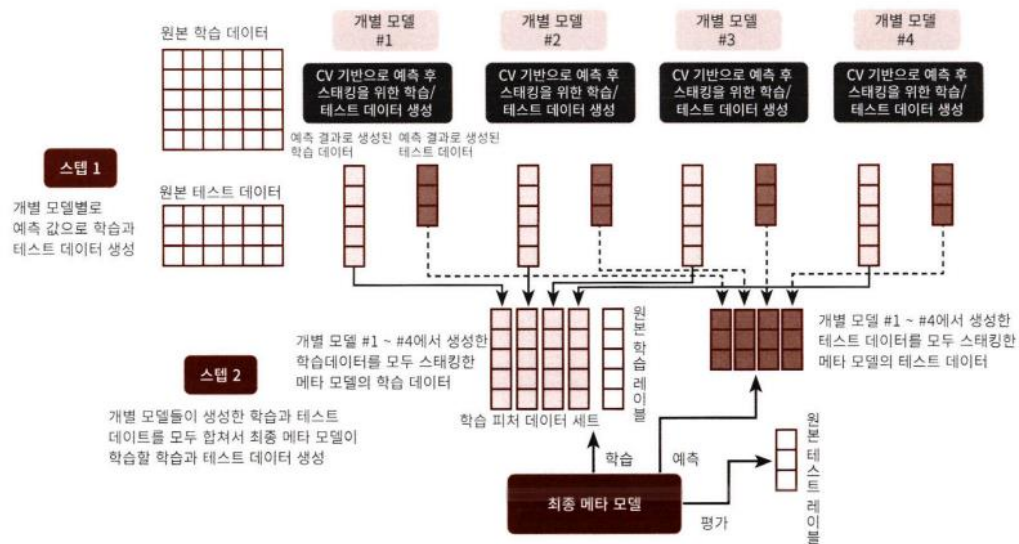 원본 학습 데이터
개별 모델
#1
개별 모델
#2
개별 모델
#3
개별 모델
#4
CV 기반으로 예측 후
스태킹을 위한 학습/
테스트 데이터 생성
CV 기반으로 예측 후
스태킹을 위한 학습/
테스트 데이터 생성
CV 기반으로 예측 후
스태킹을 위한 학습/
테스트 데이터 생성
CV 기반으로 예측 후
스태킹을 위한 학습/
테스트 데이터 생성
예측 결과로 생성된
학습 데이터
예측 결과로 생성된
테스트 데이터
스텝 1
개별 모델별로
예측 값으로 학습과
테스트 데이터 생성
원본 테스트 데이터
개별 모델 #1 ~ #4에서 생성한
학습데이터를 모두 스태킹한
메타 모델의 학습 데이터
원본 학습 레이블
개별 모델 #1 ~ #4에서 생성한
테스트 데이터를 모두 스태킹한
메타 모델의 테스트 데이터
스텝 2
개별 모델들이 생성한 학습과 테스트
데이트를 모두 합쳐서 최종 메타 모델이
학습할 학습과 테스트 데이터 생성
학습 피처 데이터 세트
학습
예측
최종 메타 모델
평가
원본 테스트 레이블